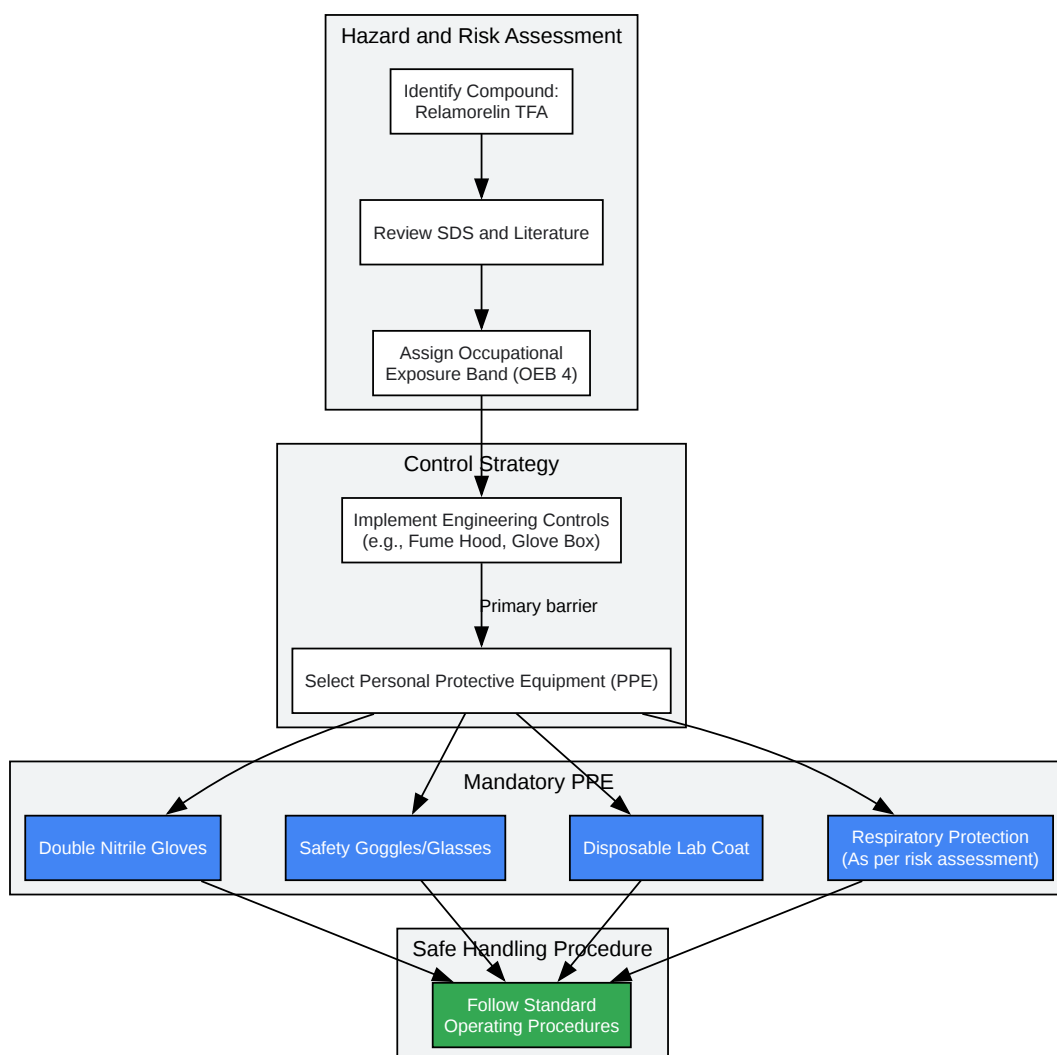 Hazard and Risk Assessment
Identify Compound:
Relamorelin TFA
Review SDS and Literature
Assign Occupational
Exposure Band (OEB 4)
Control Strategy
Implement Engineering Controls
(e.g., Fume Hood, Glove Box)
Primary barrier
Select Personal Protective Equipment (PPE)
Mandatory PPE
Double Nitrile Gloves
Safety Goggles/Glasses
Disposable Lab Coat
Respiratory Protection
(As per risk assessment)
Safe Handling Procedure
Follow Standard
Operating Procedures